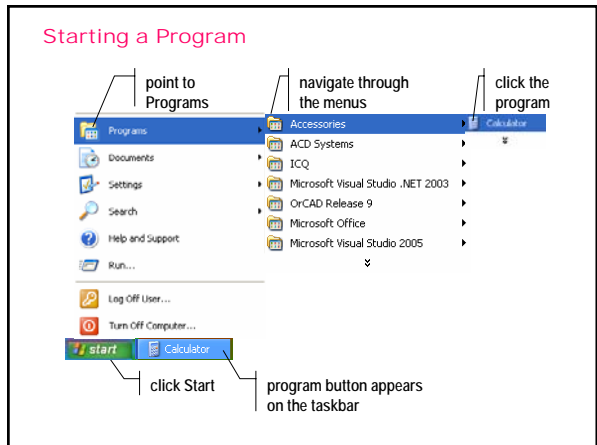 Starting a Program
point to
Programs
navigate through
the menus
click the
program
Programs
Documents
Settings
Search
Help and Support
Run...
Log Off User...
Turn Off Computer...
Accessories
ACD Systems
ICQ
Microsoft Visual Studio .NET 2003
OrCAD Release 9
Microsoft Office
Microsoft Visual Studio 2005
Calculator
start
Calculator
click Start
program button appears
on the taskbar